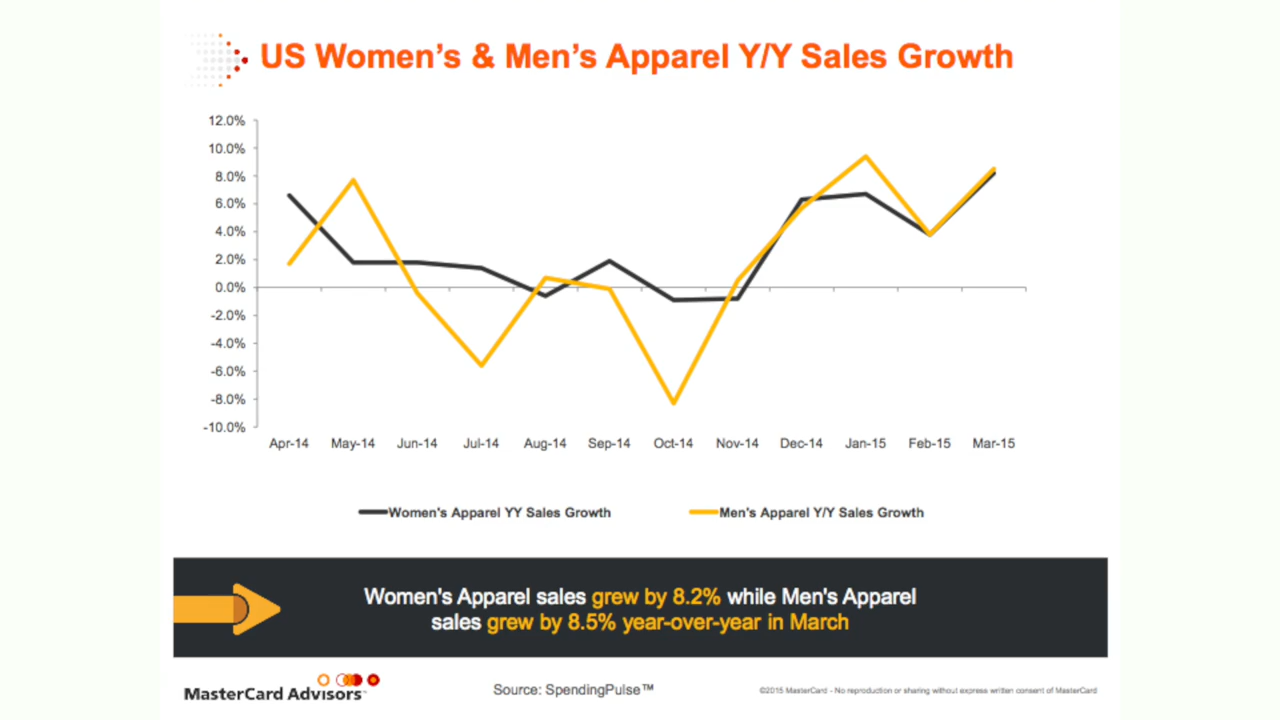 US Women's & Men's Apparel Y/Y Sales Growth
12.0%
10.0%
8.0%
6.0%
4.0%
2.0%
0.0%
-2.0%
-4.0%
-6.0%
-8.0%
-10.0%
Apr-14 May-14 Jun-14 Jul-14 Aug-14 Sep-14 Oct-14 Nov-14 Dec-14 Jan-15 Feb-15 Mar-15
Women's Apparel YY Sales Growth Men's Apparel Y/Y Sales Growth
Women's Apparel sales grew by 8.2% while Men's Apparel
sales grew by 8.5% year-over-year in March
MasterCard Advisors Source: SpendingPulse™ ©2015 MasterCard - No reproduction or sharing without express written consent of MasterCard